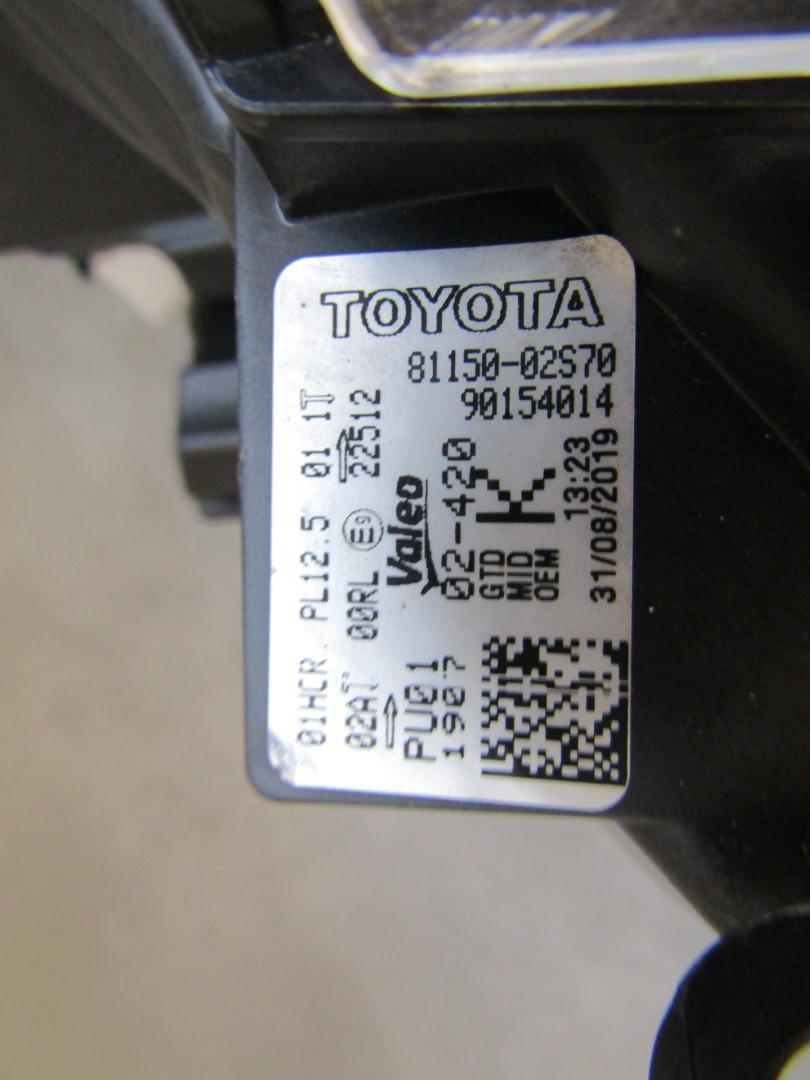 TOYOTA
81150-02S70
90154014
01HCR PL12.5 01 1T
02A1 00RL E9 22512
Valeo
PU01
1907
02-420
GTD
MID
OEM
K
13:23
31/08/2019